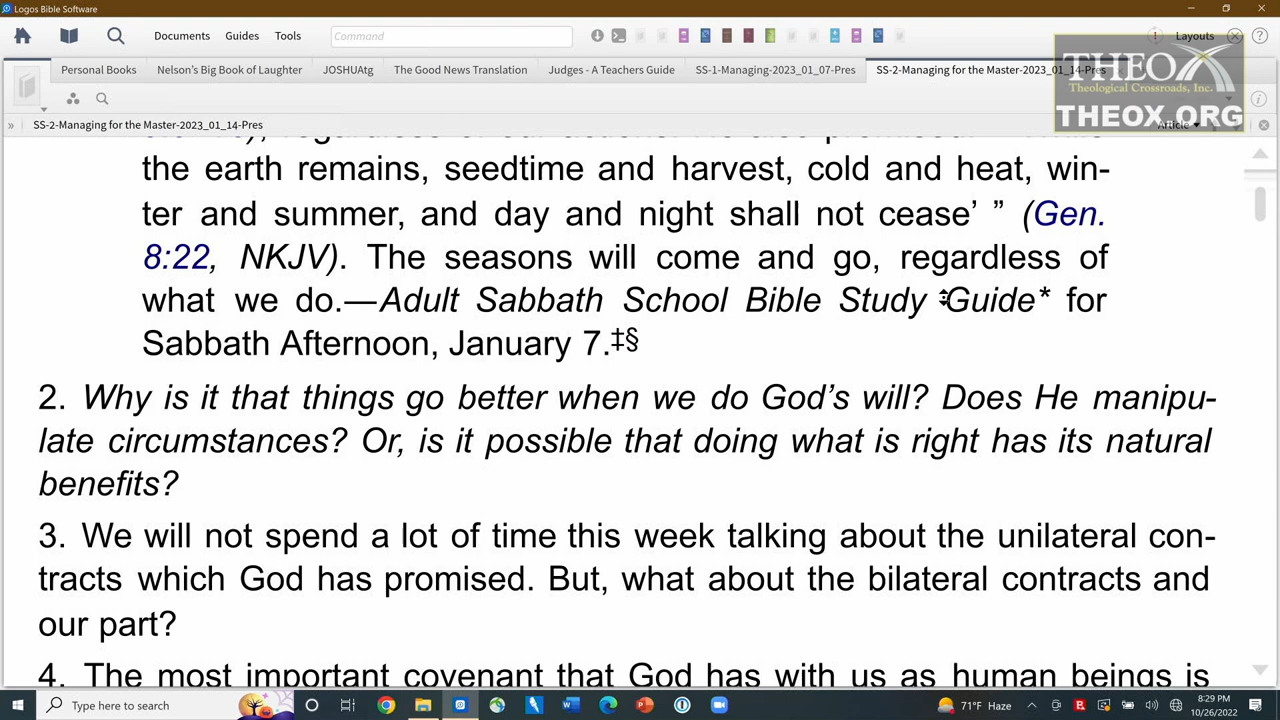 Logos Bible Software
Documents Guides Tools Command Layouts
Personal Books Nelson's Big Book of Laughter News Translation Judges - A Teachers Guide SS-1-Managing-2023_01_07-Pres SS-2-Managing for the Master-2023_01_14-Pres
THEOX
Theological Crossroads, Inc.
THEOX.ORG
SS-2-Managing for the Master-2023_01_14-Pres Article
the earth remains, seedtime and harvest, cold and heat, win-
ter and summer, and day and night shall not cease' ” (Gen.
8:22, NKJV). The seasons will come and go, regardless of
what we do.—Adult Sabbath School Bible Study Guide* for
Sabbath Afternoon, January 7.‡§
2. Why is it that things go better when we do God’s will? Does He manipu-
late circumstances? Or, is it possible that doing what is right has its natural
benefits?
3. We will not spend a lot of time this week talking about the unilateral con-
tracts which God has promised. But, what about the bilateral contracts and
our part?
4. The most important covenant that God has with us as human beings is
Type here to search
71°F Haze
8:29 PM
10/26/2022